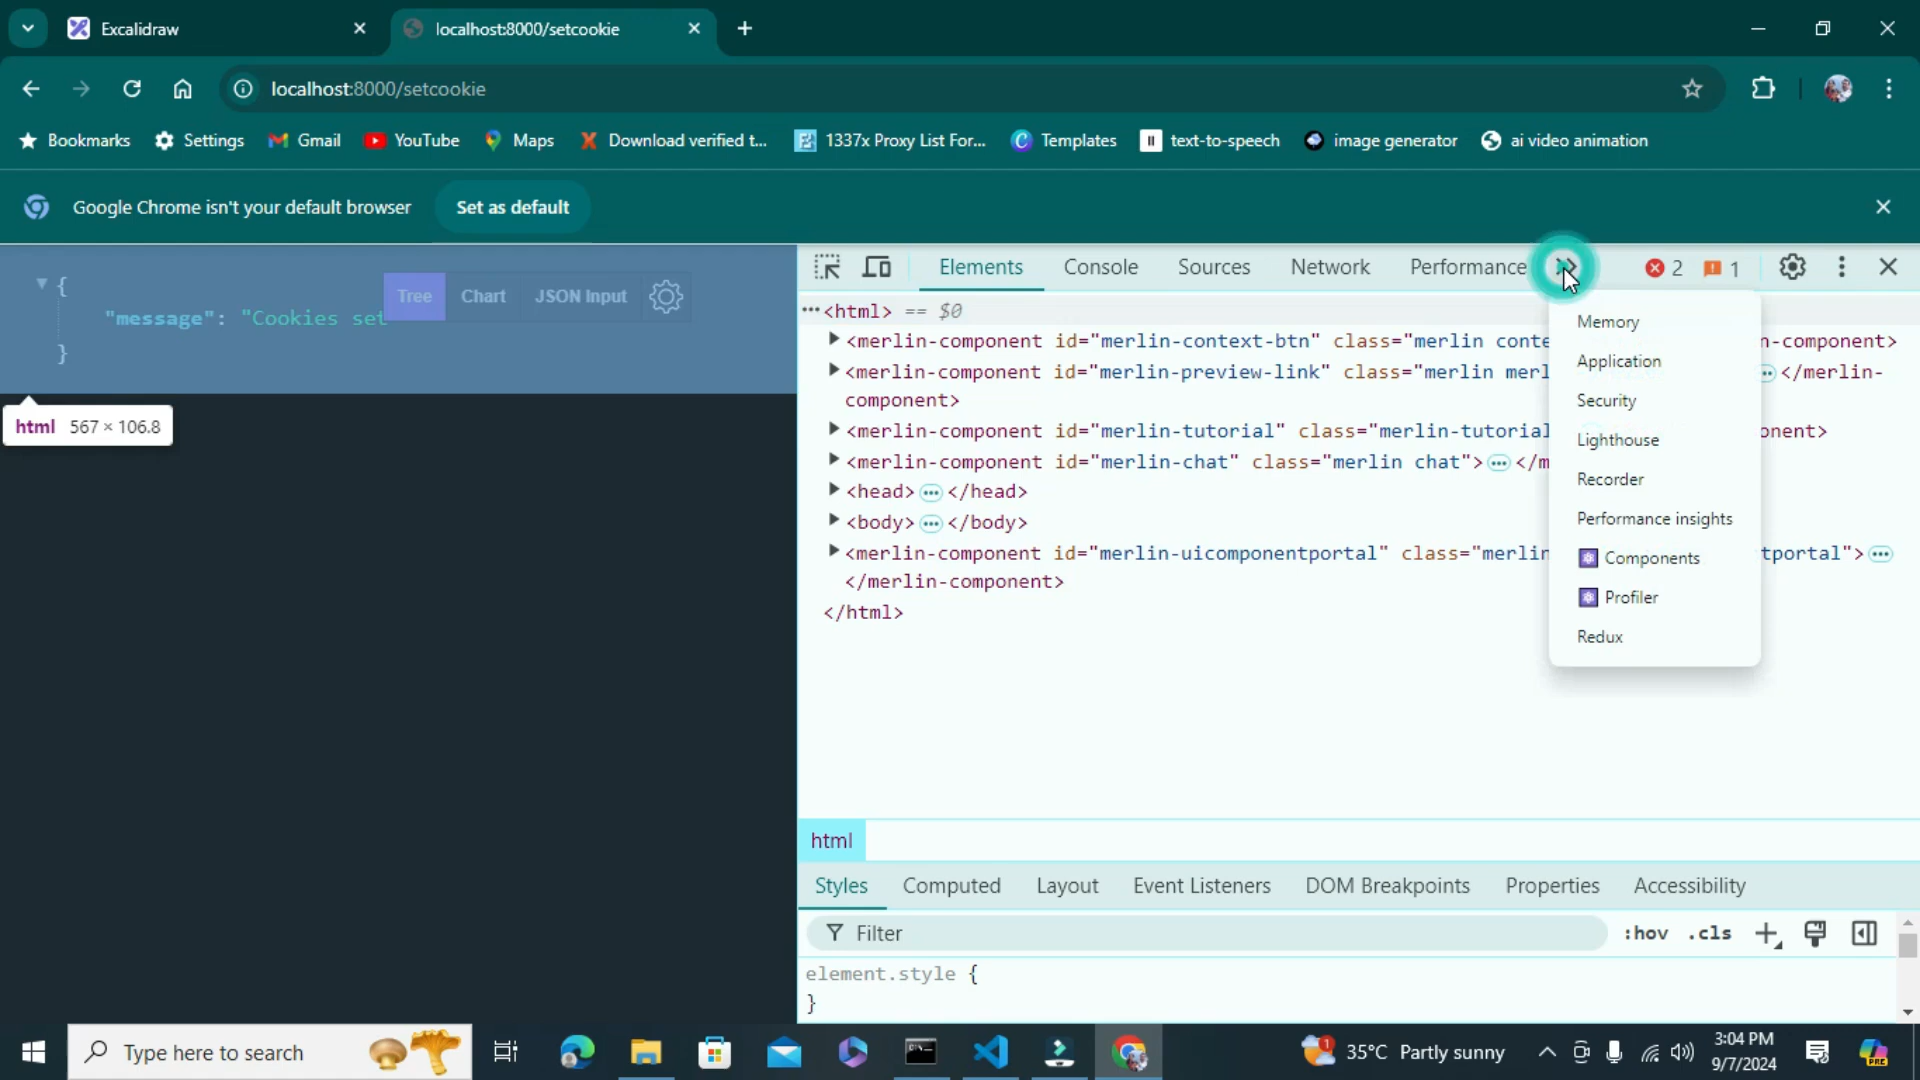 Excalidraw
localhost:8000/setcookie
localhost:8000/setcookie
Bookmarks Settings Gmail YouTube Maps Download verified t... 1337x Proxy List For... Templates text-to-speech image generator ai video animation
Google Chrome isn't your default browser Set as default
{
"message": "Cookies set
}
Tree Chart JSON Input
html 567 × 106.8
Elements Console Sources Network Performance 2 1
<html> == $0
<merlin-component id="merlin-context-btn" class="merlin conte n-component>
<merlin-component id="merlin-preview-link" class="merlin merl </merlin-
component>
<merlin-component id="merlin-tutorial" class="merlin-tutorial onent>
<merlin-component id="merlin-chat" class="merlin chat"> </m
<head> </head>
<body> </body>
<merlin-component id="merlin-uicomponentportal" class="merlin tportal">
</merlin-component>
</html>
Memory
Application
Security
Lighthouse
Recorder
Performance insights
Components
Profiler
Redux
html
Styles Computed Layout Event Listeners DOM Breakpoints Properties Accessibility
Filter :hov .cls
element.style {
}
Type here to search
1 35°C Partly sunny
3:04 PM
9/7/2024
PRE